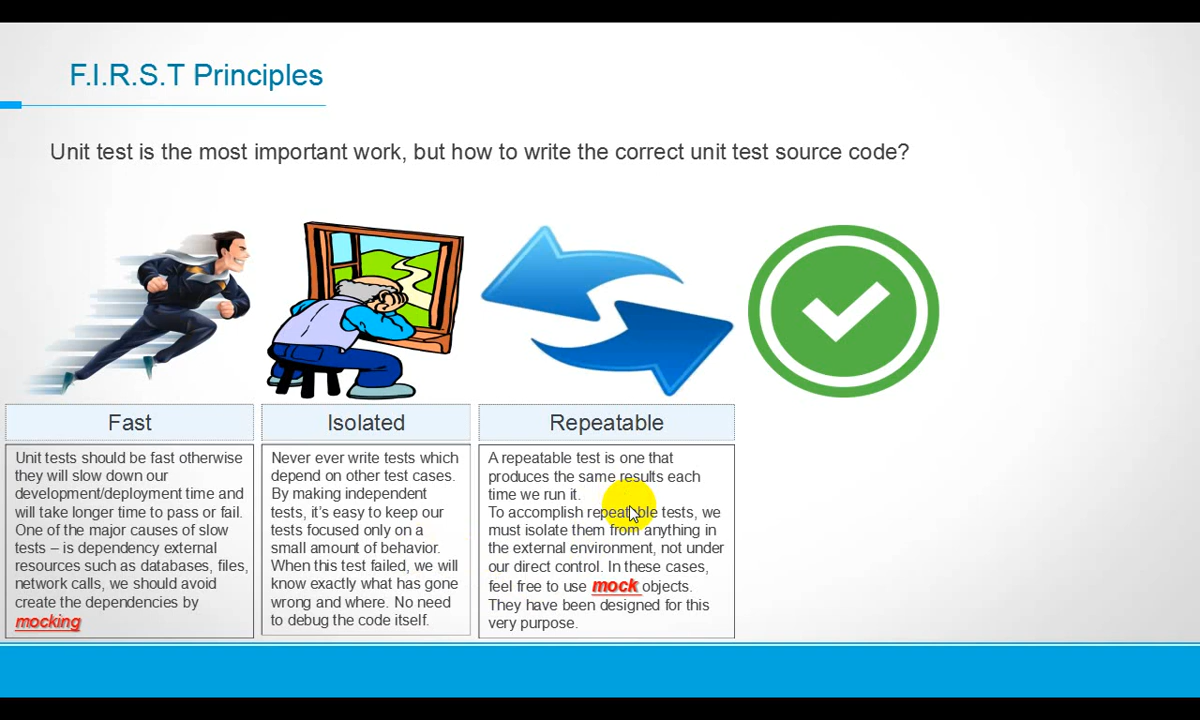 F.I.R.S.T Principles
Unit test is the most important work, but how to write the correct unit test source code?
Fast
Unit tests should be fast otherwise
they will slow down our
development/deployment time and
will take longer time to pass or fail.
One of the major causes of slow
tests – is dependency external
resources such as databases, files,
network calls, we should avoid
create the dependencies by
mocking
Isolated
Never ever write tests which
depend on other test cases.
By making independent
tests, it's easy to keep our
tests focused only on a
small amount of behavior.
When this test failed, we will
know exactly what has gone
wrong and where. No need
to debug the code itself.
Repeatable
A repeatable test is one that
produces the same results each
time we run it.
To accomplish repeatable tests, we
must isolate them from anything in
the external environment, not under
our direct control. In these cases,
feel free to use mock objects.
They have been designed for this
very purpose.